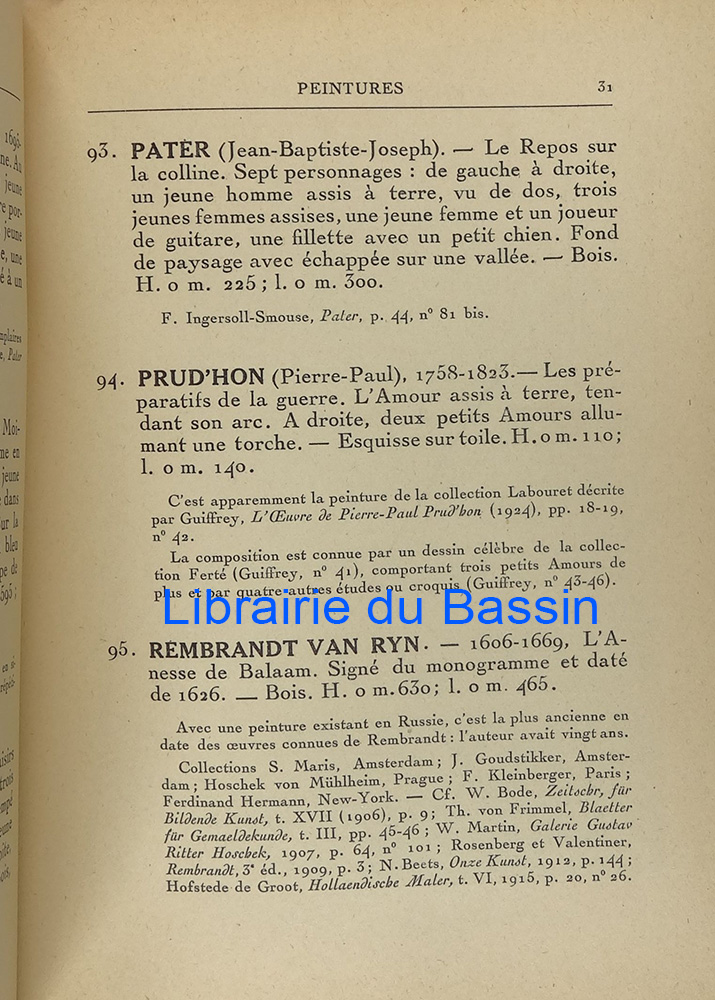 PEINTURES 31
93. PATER (Jean-Baptiste-Joseph). — Le Repos sur
la colline. Sept personnages : de gauche à droite,
un jeune homme assis à terre, vu de dos, trois
jeunes femmes assises, une jeune femme et un joueur
de guitare, une fillette avec un petit chien. Fond
de paysage avec échappée sur une vallée. — Bois.
H. 0 m. 225 ; l. 0 m. 300.
F. Ingersoll-Smouse, Pater, p. 44, n° 81 bis.
94. PRUD'HON (Pierre-Paul), 1758-1823. — Les pré-
paratifs de la guerre. L'Amour assis à terre, ten-
dant son arc. A droite, deux petits Amours allu-
mant une torche. — Esquisse sur toile. H. 0 m. 110 ;
l. 0 m. 140.
C'est apparemment la peinture de la collection Labouret décrite
par Guiffrey, L'Œuvre de Pierre-Paul Prud'hon (1924), pp. 18-19,
n° 42.
La composition est connue par un dessin célèbre de la collec-
tion Ferté (Guiffrey, n° 41), comportant trois petits Amours de
plus et par quatre autres études ou croquis (Guiffrey, n° 43-46).
Librairie du Bassin
95. REMBRANDT VAN RYN. — 1606-1669, L'A-
nesse de Balaam. Signé du monogramme et daté
de 1626. — Bois. H. 0 m. 630 ; l. 0 m. 465.
Avec une peinture existant en Russie, c'est la plus ancienne en
date des œuvres connues de Rembrandt : l'auteur avait vingt ans.
Collections S. Maris, Amsterdam ; J. Goudstikker, Amster-
dam ; Hoschek von Mühlheim, Prague ; F. Kleinberger, Paris ;
Ferdinand Hermann, New-York. — Cf. W. Bode, Zeitschr, für
Bildende Kunst, t. XVII (1906), p. 9 ; Th. von Frimmel, Blaetter
für Gemaeldekunde, t. III, pp. 45-46 ; W. Martin, Galerie Gustav
Ritter Hoschek, 1907, p. 64, n° 101 ; Rosenberg et Valentiner,
Rembrandt, 3e éd., 1909, p. 3 ; N. Beets, Onze Kunst, 1912, p. 144 ;
Hofstede de Groot, Hollaendische Maler, t. VI, 1915, p. 20, n° 26.